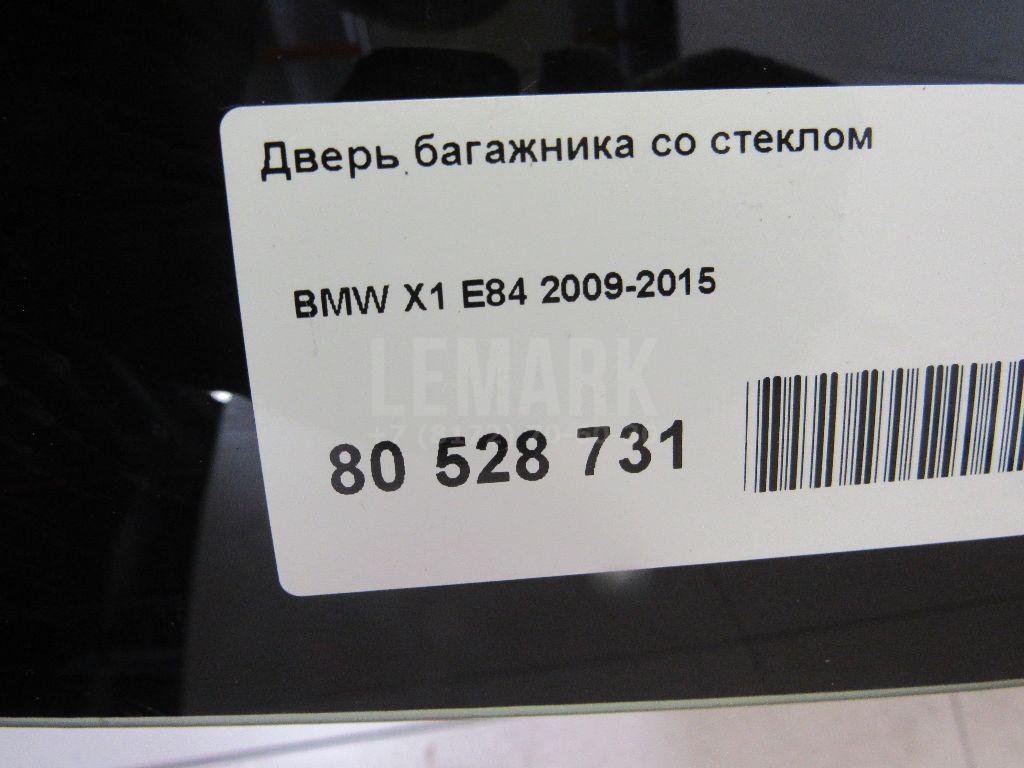 Дверь багажника со стеклом
BMW X1 E84 2009-2015
LEMARK
80 528 731